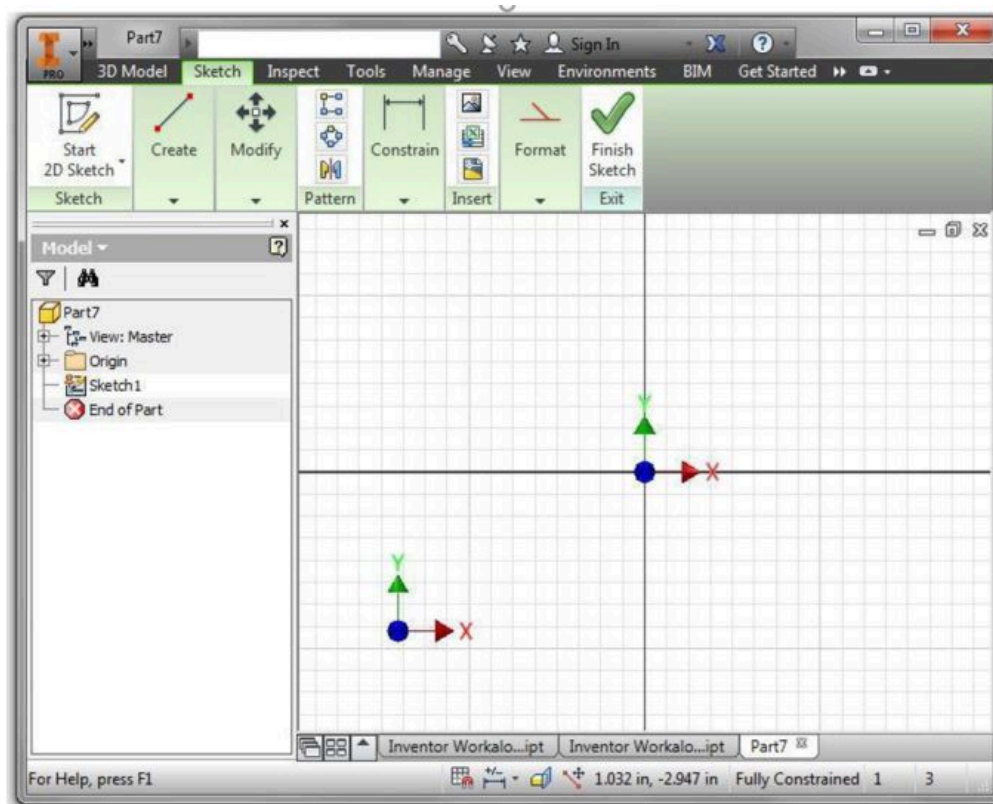 Part7
Sign In
PRO
3D Model Sketch Inspect Tools Manage View Environments BIM Get Started
Start
2D Sketch
Create
Modify
Constrain
Format
Finish
Sketch
Sketch
Pattern
Insert
Exit
Model
Part7
View: Master
Origin
Sketch1
End of Part
Y
X
Y
X
Inventor Workalo...ipt
Inventor Workalo...ipt
Part7
For Help, press F1
1.032 in, -2.947 in Fully Constrained 1 3